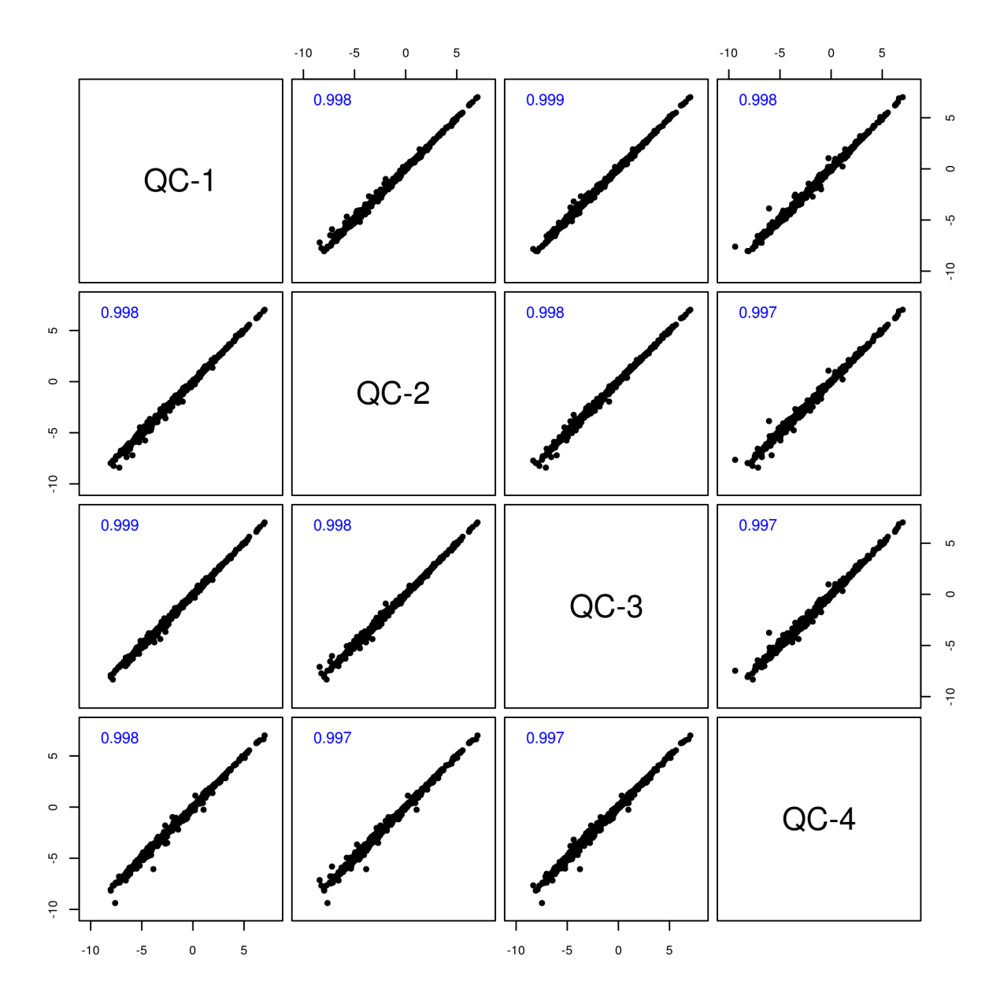 -10 -5 0 5 -10 -5 0 5
0.998 0.999 0.998
QC-1
5 0 -5 -10
0.998 0.998 0.997
QC-2
5 0 -5 -10
0.999 0.998 0.997
QC-3
5 0 -5 -10
0.998 0.997 0.997
QC-4
5 0 -5 -10
-10 -5 0 5 -10 -5 0 5